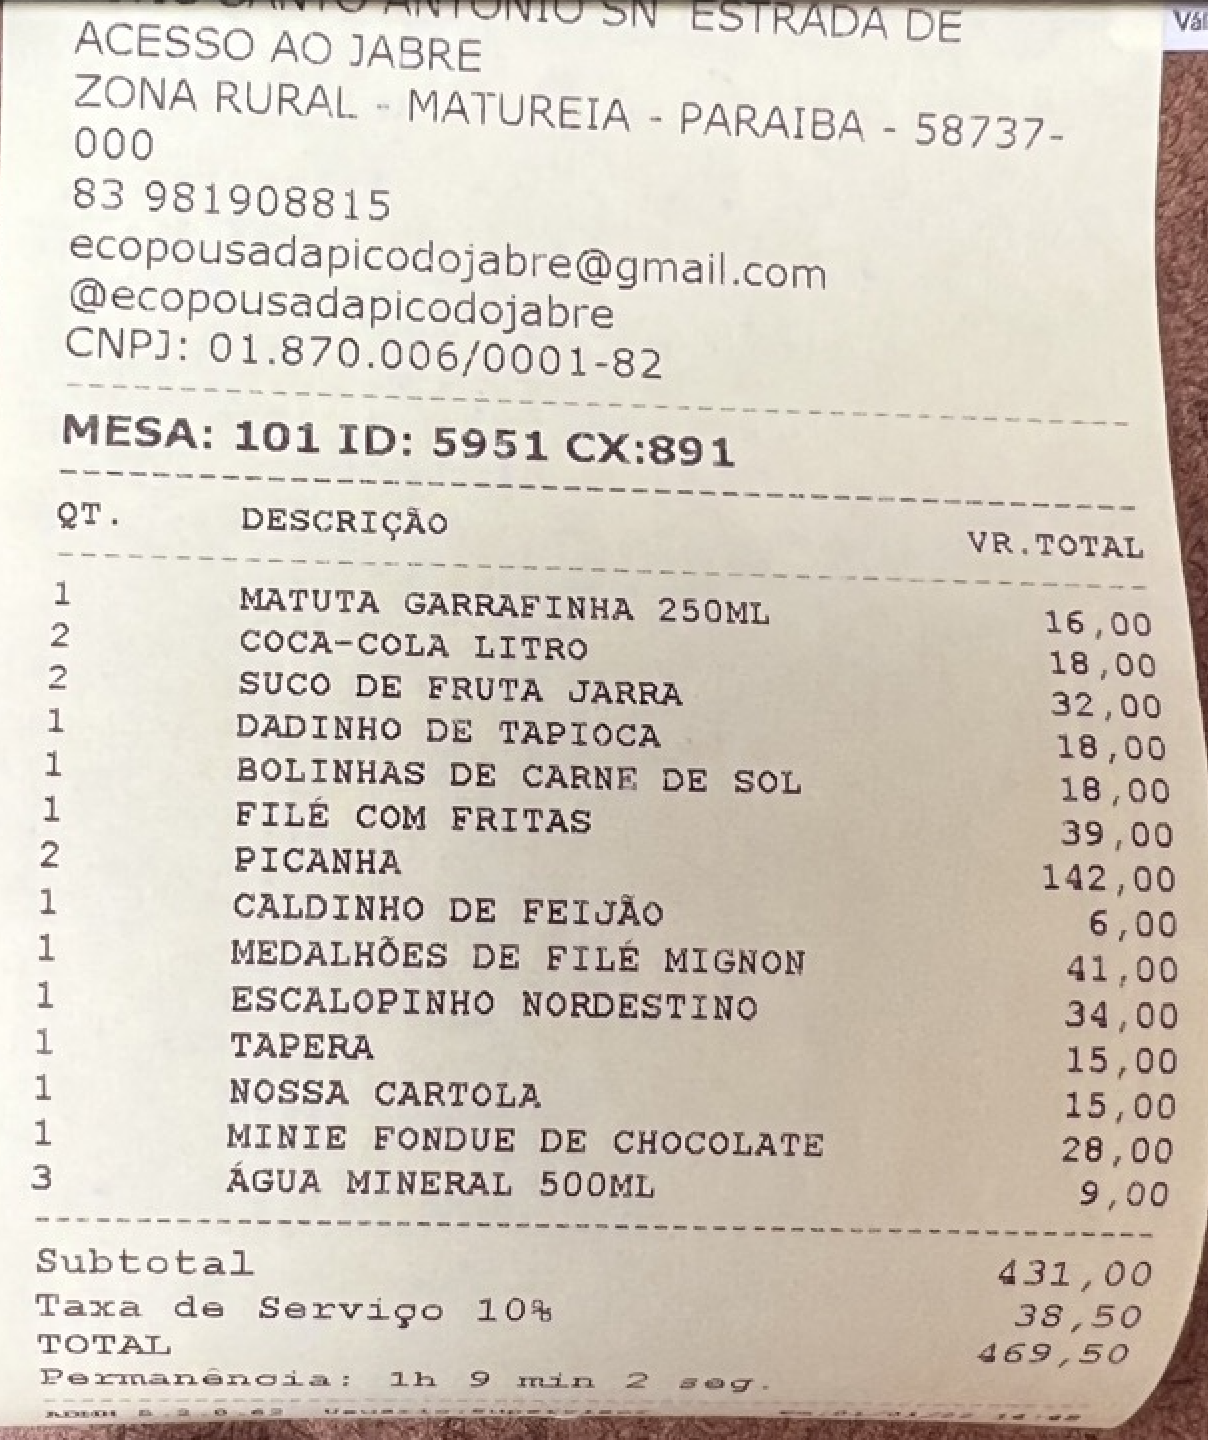 SANTO ANTONIO SN ESTRADA DE
ACESSO AO JABRE
ZONA RURAL - MATUREIA - PARAIBA - 58737-
000
83 981908815
ecopousadapicodojabre@gmail.com
@ecopousadapicodojabre
CNPJ: 01.870.006/0001-82
MESA: 101 ID: 5951 CX:891
QT. DESCRIÇÃO VR.TOTAL
1 MATUTA GARRAFINHA 250ML 16,00
2 COCA-COLA LITRO 18,00
2 SUCO DE FRUTA JARRA 32,00
1 DADINHO DE TAPIOCA 18,00
1 BOLINHAS DE CARNE DE SOL 18,00
1 FILÉ COM FRITAS 39,00
2 PICANHA 142,00
1 CALDINHO DE FEIJÃO 6,00
1 MEDALHÕES DE FILÉ MIGNON 41,00
1 ESCALOPINHO NORDESTINO 34,00
1 TAPERA 15,00
1 NOSSA CARTOLA 15,00
1 MINIE FONDUE DE CHOCOLATE 28,00
3 ÁGUA MINERAL 500ML 9,00
Subtotal 431,00
Taxa de Serviço 10% 38,50
TOTAL 469,50
Permanência: 1h 9 min 2 seg.